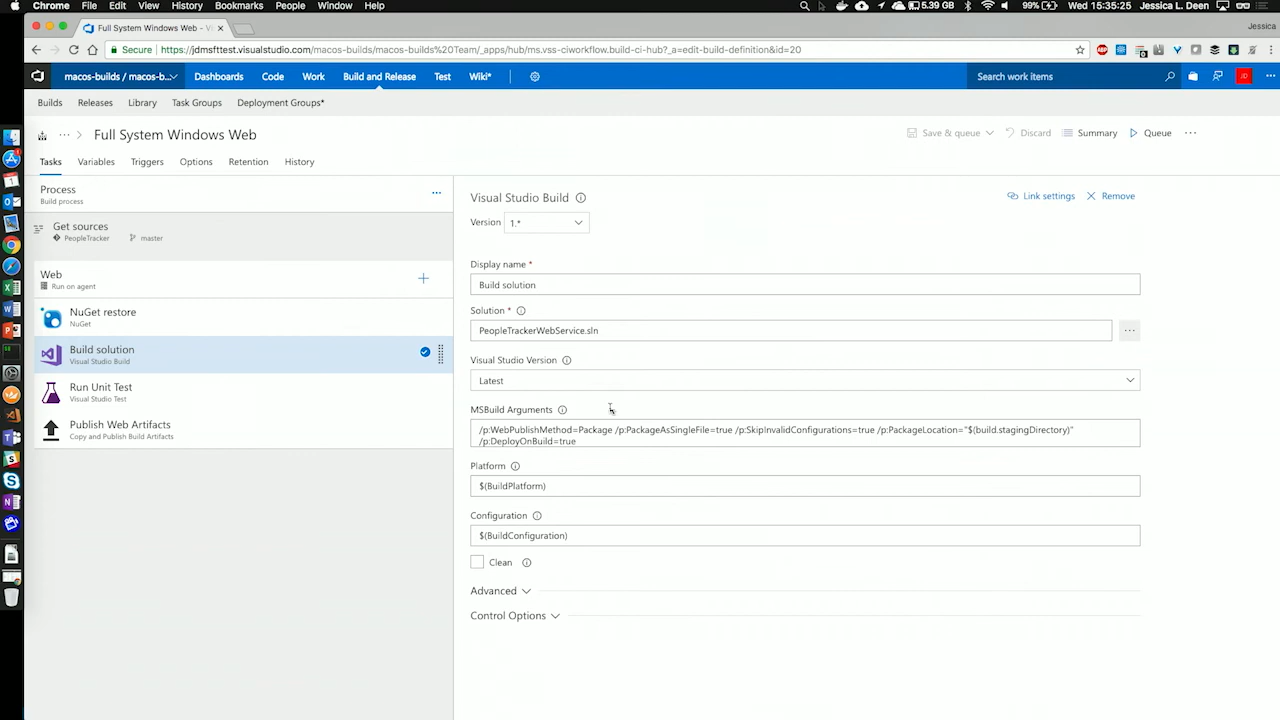 Chrome File Edit View History Bookmarks People Window Help 5.39 GB 99% Wed 15:35:25 Jessica L. Deen
Full System Windows Web - Vi Jessica
Secure https://jdmsfttest.visualstudio.com/macos-builds/macos-builds%20Team/_apps/hub/ms.vss-ciworkflow.build-ci-hub?_a=edit-build-definition&id=20
macos-builds / macos-b... Dashboards Code Work Build and Release Test Wiki* Search work items JD
Builds Releases Library Task Groups Deployment Groups*
... > Full System Windows Web Save & queue Discard Summary Queue ...
Tasks Variables Triggers Options Retention History
Process
Build process
Get sources
PeopleTracker master
Web
Run on agent
NuGet restore
NuGet
Build solution
Visual Studio Build
Run Unit Test
Visual Studio Test
Publish Web Artifacts
Copy and Publish Build Artifacts
Visual Studio Build Link settings Remove
Version 1.*
Display name *
Build solution
Solution *
PeopleTrackerWebService.sln ...
Visual Studio Version
Latest
MSBuild Arguments
/p:WebPublishMethod=Package /p:PackageAsSingleFile=true /p:SkipInvalidConfigurations=true /p:PackageLocation="$(build.stagingDirectory)"
/p:DeployOnBuild=true
Platform
$(BuildPlatform)
Configuration
$(BuildConfiguration)
Clean
Advanced
Control Options